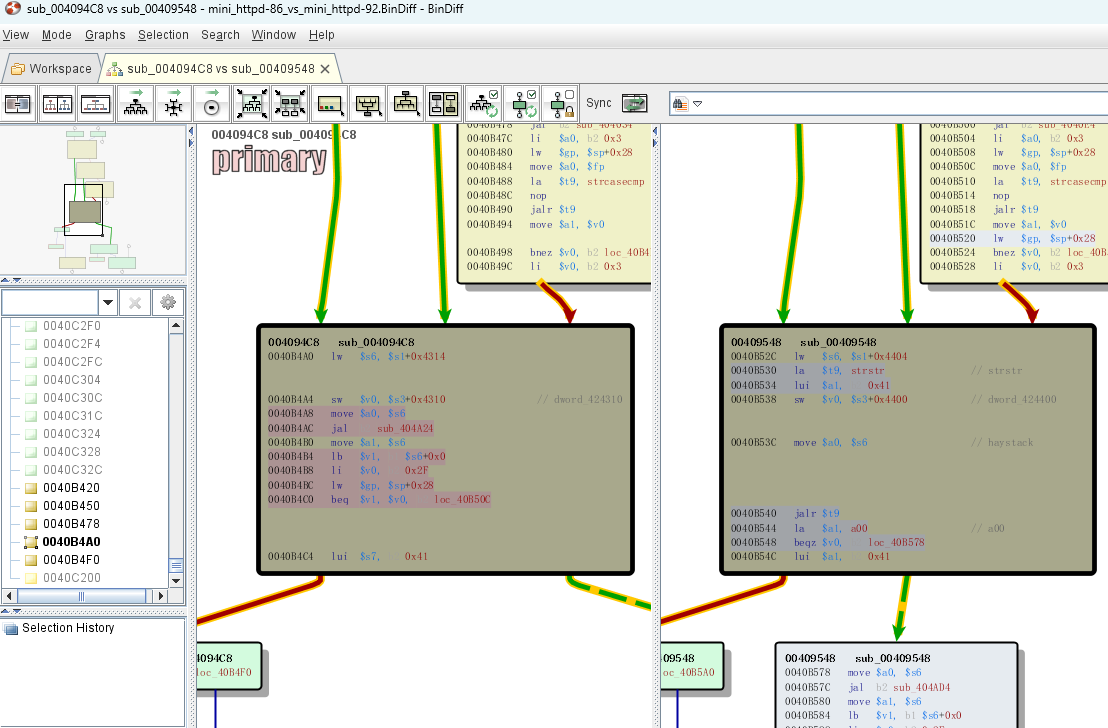 sub_004094C8 vs sub_00409548 - mini_httpd-86_vs_mini_httpd-92.BinDiff - BinDiff
View Mode Graphs Selection Search Window Help
Workspace
sub_004094C8 vs sub_00409548
Sync
004094C8 sub_004094C8
primary
0040B47C li $a0, b2 0x3
0040B480 lw $gp, $sp+0x28
0040B484 move $a0, $fp
0040B488 la $t9, strcasecmp
0040B48C nop
0040B490 jalr $t9
0040B494 move $a1, $v0
0040B498 bnez $v0, b2 loc_40B4
0040B49C li $v0, b2 0x3
004094C8 sub_004094C8
0040B4A0 lw $s6, $s1+0x4314
0040B4A4 sw $v0, $s3+0x4310 // dword_424310
0040B4A8 move $a0, $s6
0040B4AC jal sub_404A24
0040B4B0 move $a1, $s6
0040B4B4 lb $v1, $s6+0x0
0040B4B8 li $v0, 0x2F
0040B4BC lw $gp, $sp+0x28
0040B4C0 beq $v1, $v0, loc_40B50C
0040B4C4 lui $s7, 0x41
4094C8
loc_40B4F0
0040B504 li $a0, b2 0x3
0040B508 lw $gp, $sp+0x28
0040B50C move $a0, $fp
0040B510 la $t9, strcasecmp
0040B514 nop
0040B518 jalr $t9
0040B51C move $a1, $v0
0040B520 lw $gp, $sp+0x28
0040B524 bnez $v0, b2 loc_40B
0040B528 li $v0, b2 0x3
00409548 sub_00409548
0040B52C lw $s6, $s1+0x4404
0040B530 la $t9, strstr // strstr
0040B534 lui $a1, 0x41
0040B538 sw $v0, $s3+0x4400 // dword_424400
0040B53C move $a0, $s6 // haystack
0040B540 jalr $t9
0040B544 la $a1, a00 // a00
0040B548 beqz $v0, loc_40B578
0040B54C lui $a1, 0x41
09548
oc_40B5A0
00409548 sub_00409548
0040B578 move $a0, $s6
0040B57C jal b2 sub_404AD4
0040B580 move $a1, $s6
0040B584 lb $v1, b1 $s6+0x0
0040C2F0
0040C2F4
0040C2FC
0040C304
0040C30C
0040C31C
0040C324
0040C328
0040C32C
0040B420
0040B450
0040B478
0040B4A0
0040B4F0
0040C200
Selection History